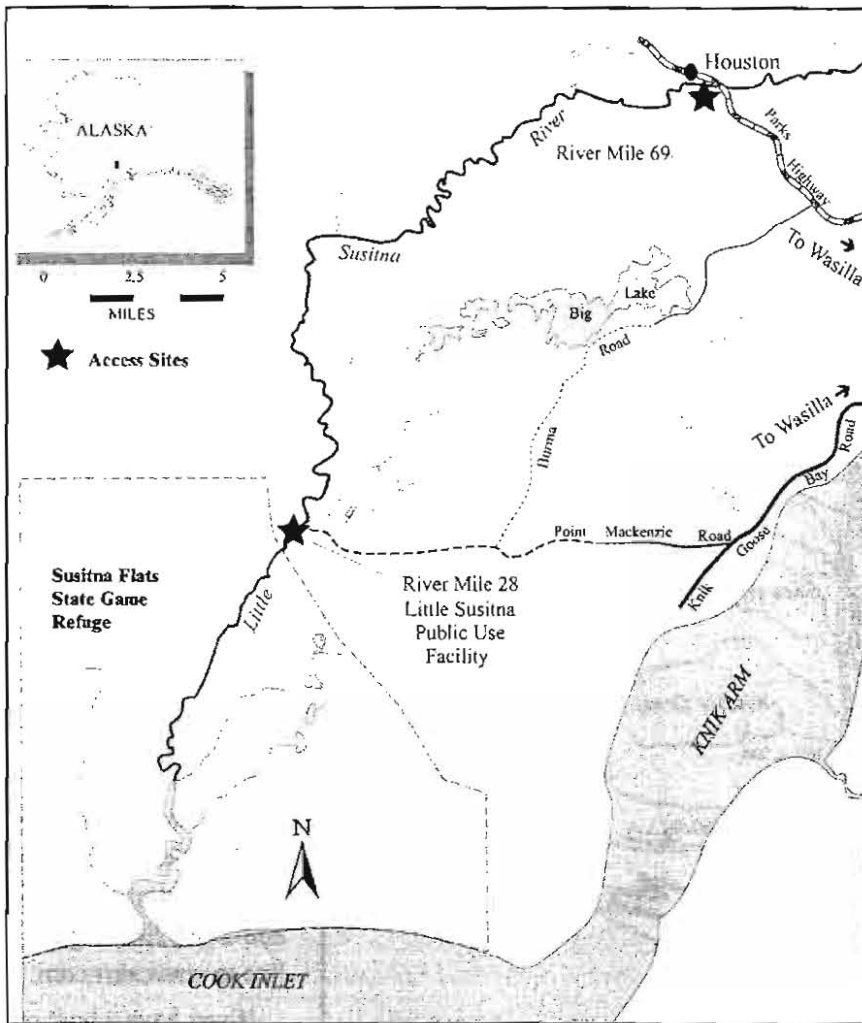 Houston
ALASKA
River
River Mile 69
Parks
Highway
To Wasilla
Susitna
0 2.5 5
MILES
Access Sites
Big
Lake
Road
Burma
To Wasilla
Point Mackenzie Road
Knik Goose Bay Road
Susitna Flats
State Game
Refuge
River Mile 28
Little Susitna
Public Use
Facility
Little
KNIK ARM
N
COOK INLET